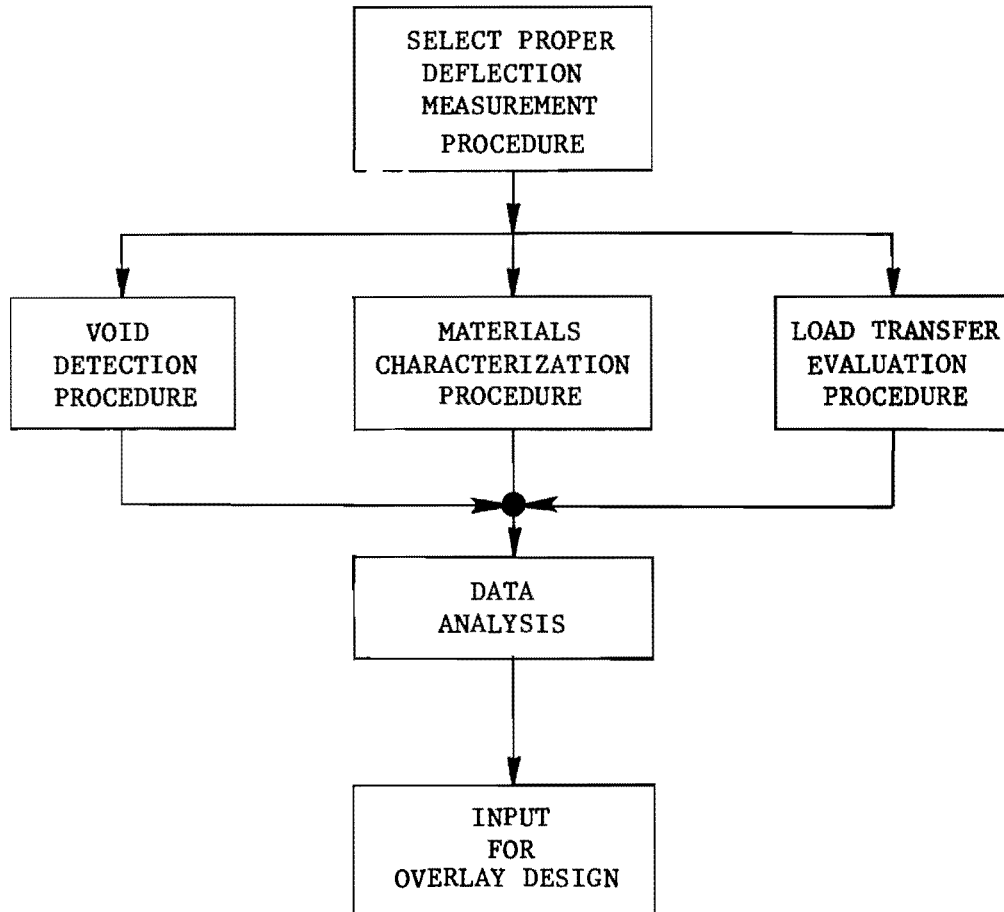 SELECT PROPER
DEFLECTION
MEASUREMENT
PROCEDURE
VOID
DETECTION
PROCEDURE
MATERIALS
CHARACTERIZATION
PROCEDURE
LOAD TRANSFER
EVALUATION
PROCEDURE
DATA
ANALYSIS
INPUT
FOR
OVERLAY DESIGN